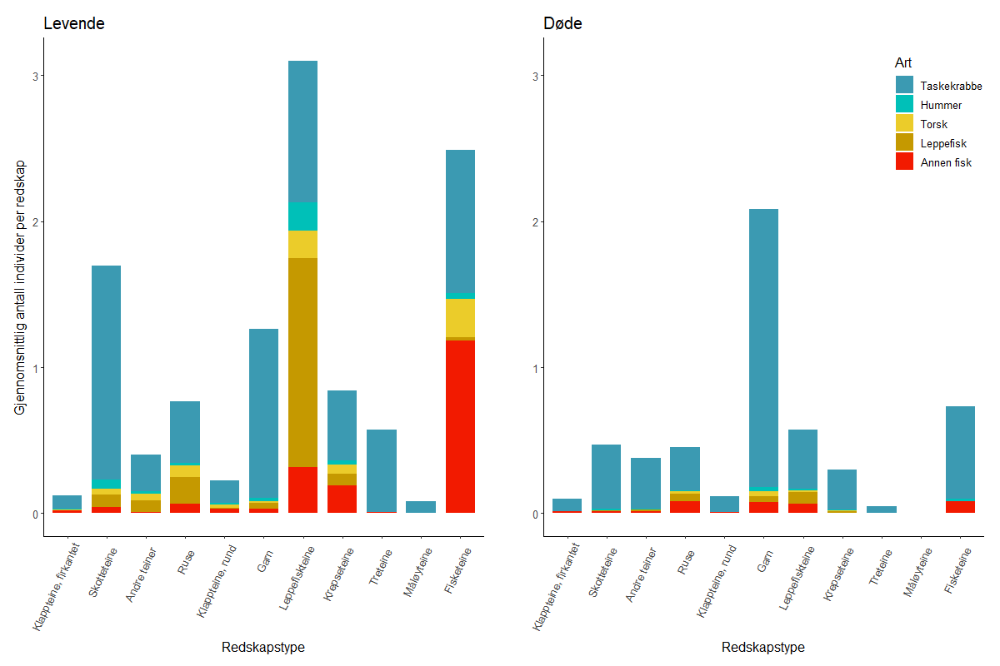 Levende
Gjennomsnittlig antall individer per redskap
3
2
1
0
Klappteine, firkantet
Skotteteine
Andre teiner
Ruse
Klappteine, rund
Garn
Leppefiskteine
Krepseteine
Treteine
Måløyteine
Fisketeine
Redskapstype
Døde
3
2
1
0
Klappteine, firkantet
Skotteteine
Andre teiner
Ruse
Klappteine, rund
Garn
Leppefiskteine
Krepseteine
Treteine
Måløyteine
Fisketeine
Redskapstype
Art
Taskekrabbe
Hummer
Torsk
Leppefisk
Annen fisk